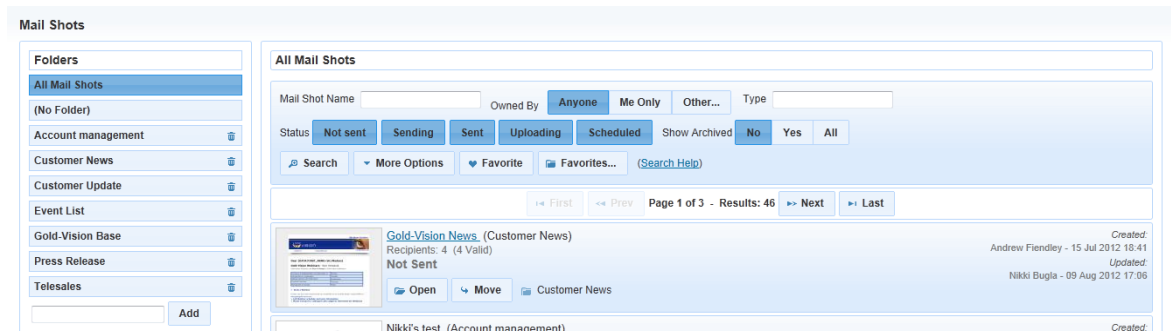 Mail Shots
Folders
All Mail Shots
(No Folder)
Account management
Customer News
Customer Update
Event List
Gold-Vision Base
Press Release
Telesales
Add
All Mail Shots
Mail Shot Name Owned By Anyone Me Only Other... Type
Status Not sent Sending Sent Uploading Scheduled Show Archived No Yes All
Search More Options Favorite Favorites... (Search Help)
First Prev Page 1 of 3 - Results: 46 Next Last
Gold-Vision News (Customer News)
Recipients: 4 (4 Valid)
Not Sent
Open Move Customer News
Created:
Andrew Fiendley - 15 Jul 2012 18:41
Updated:
Nikki Bugla - 09 Aug 2012 17:06
Nikki's test (Account management)
Created: